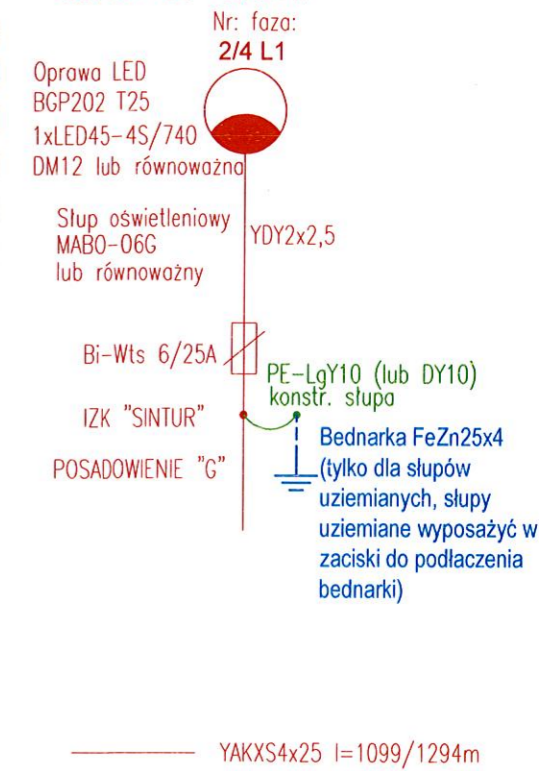 Nr: faza:
2/4 L1
Oprawa LED
BGP202 T25
1xLED45-4S/740
DM12 lub równoważna
Słup oświetleniowy
MABO-06G
lub równoważny
YDY2x2,5
Bi-Wts 6/25A
PE-LgY10 (lub DY10)
konstr. słupa
IZK "SINTUR"
POSADOWIENIE "G"
Bednarka FeZn25x4
(tylko dla słupów
uziemianych, słupy
uziemiane wyposażyć w
zaciski do podłaczenia
bednarki)
YAKXS4x25 l=1099/1294m